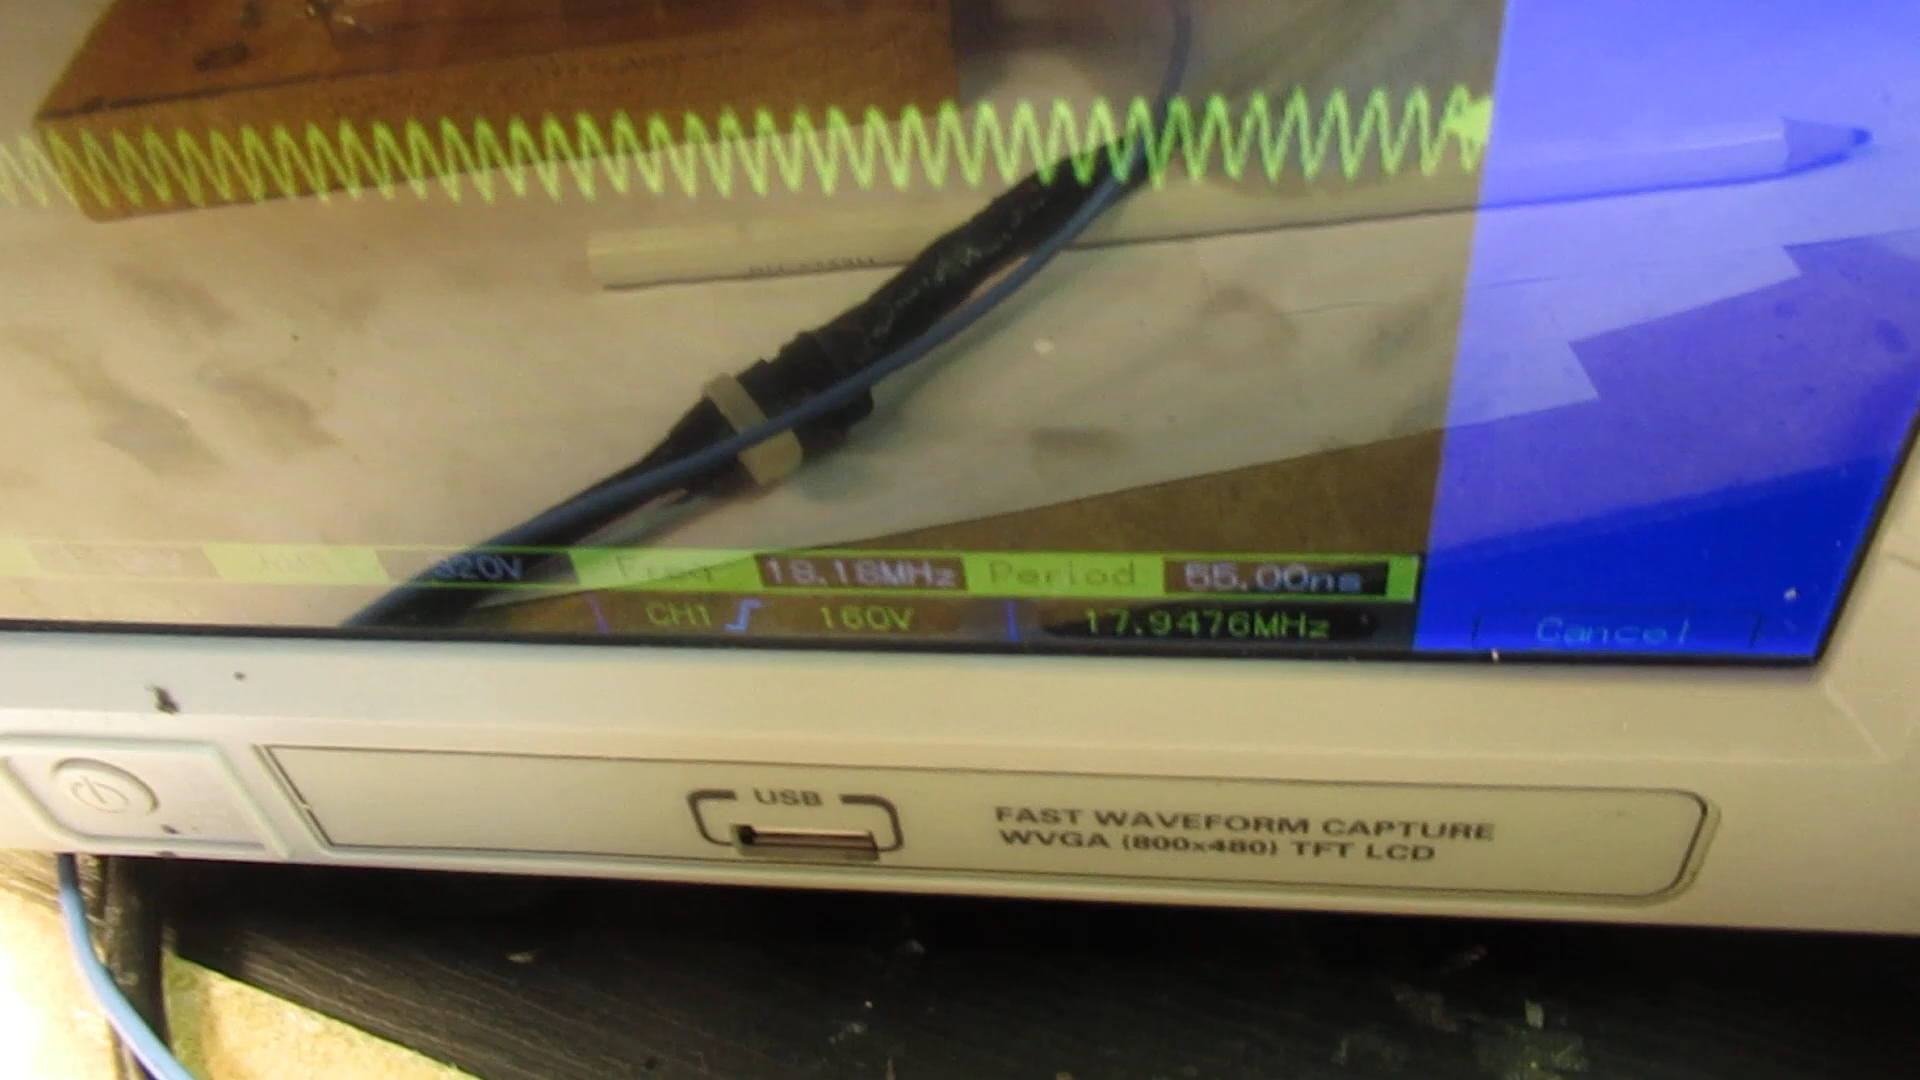 320V Freq 18.18MHz Period 55.00ns
CH1 160V 17.9476MHz
Cancel
USB
FAST WAVEFORM CAPTURE
WVGA (800x480) TFT LCD